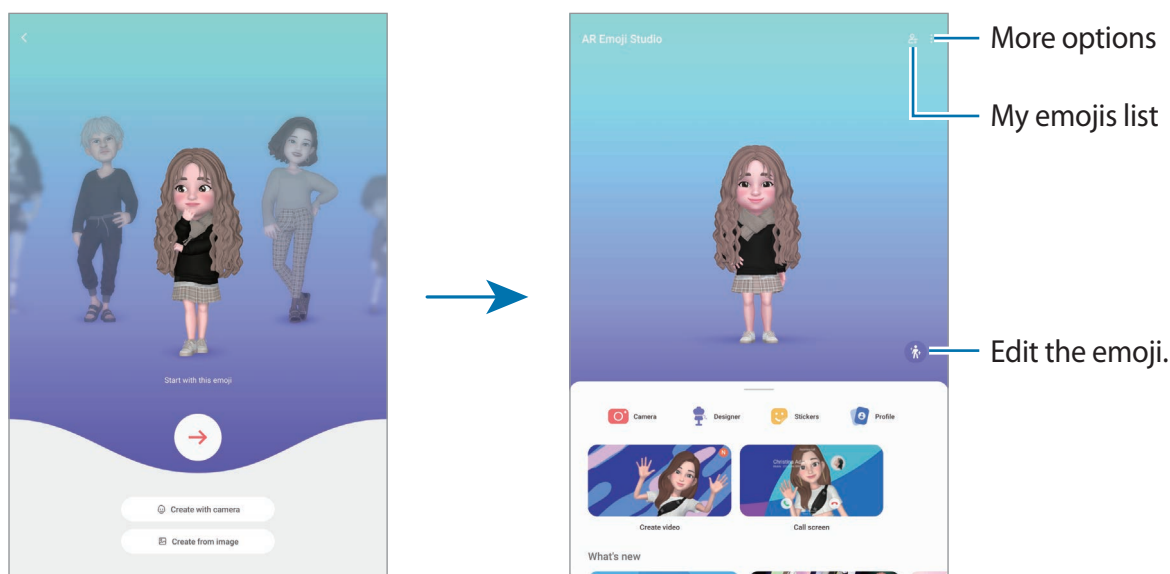 Start with this emoji
Create with camera
Create from image
AR Emoji Studio
More options
My emojis list
Edit the emoji.
Camera
Designer
Stickers
Profile
N
Create video
Call screen
What's new